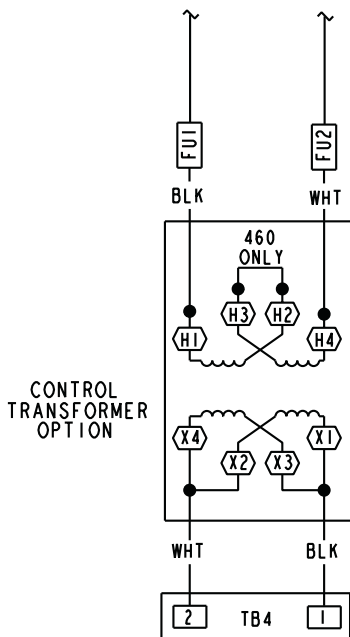 FU1
FU2
BLK
WHT
460
ONLY
H3
H2
H1
H4
CONTROL
TRANSFORMER
OPTION
X4
X1
X2
X3
WHT
BLK
2
TB4
1